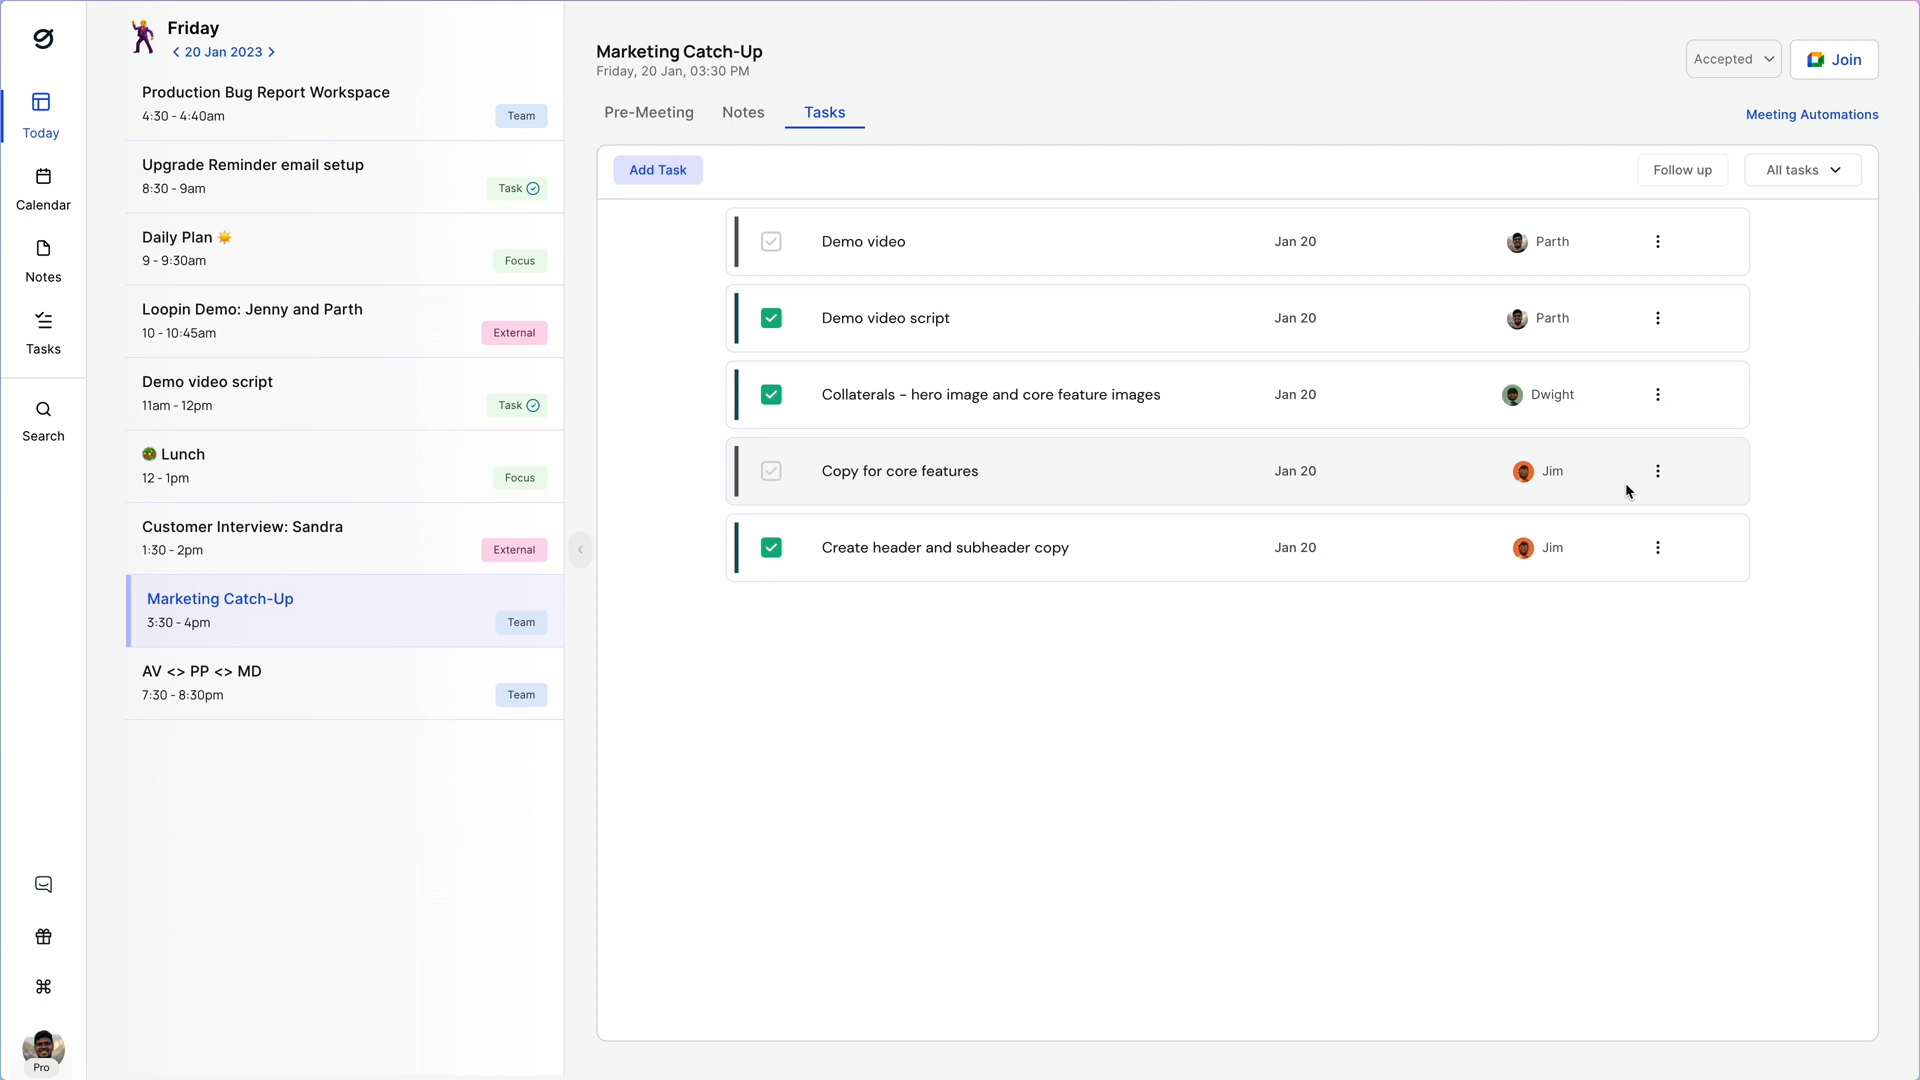 Friday
20 Jan 2023
Today
Calendar
Notes
Tasks
Search
Pro
Production Bug Report Workspace
4:30 - 4:40am
Team
Upgrade Reminder email setup
8:30 - 9am
Task
Daily Plan
9 - 9:30am
Focus
Loopin Demo: Jenny and Parth
10 - 10:45am
External
Demo video script
11am - 12pm
Task
Lunch
12 - 1pm
Focus
Customer Interview: Sandra
1:30 - 2pm
External
Marketing Catch-Up
3:30 - 4pm
Team
AV <> PP <> MD
7:30 - 8:30pm
Team
Marketing Catch-Up
Friday, 20 Jan, 03:30 PM
Accepted
Join
Pre-Meeting Notes Tasks
Meeting Automations
Add Task
Follow up
All tasks
Demo video Jan 20 Parth
Demo video script Jan 20 Parth
Collaterals - hero image and core feature images Jan 20 Dwight
Copy for core features Jan 20 Jim
Create header and subheader copy Jan 20 Jim